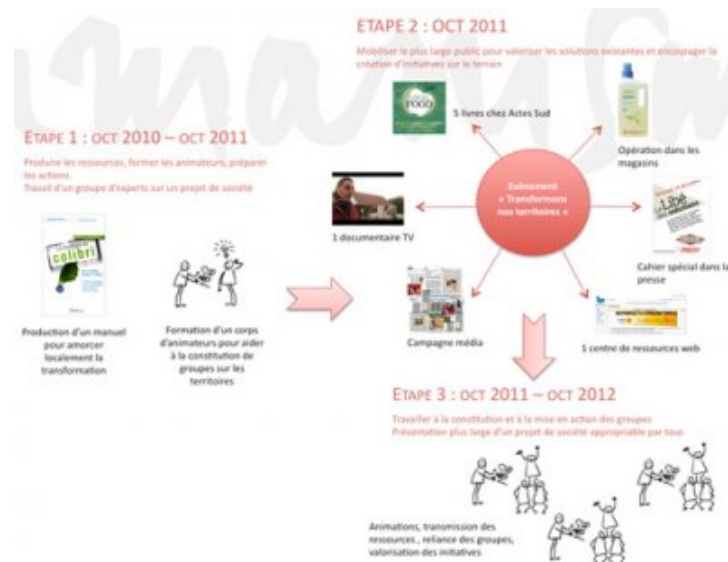 ETAPE 1 : OCT 2010 – OCT 2011
Produire les ressources, former les animateurs, préparer
les actions.
Travail d'un groupe d'experts sur un projet de société
colibri
Production d'un manuel
pour amorcer
localement la
transformation
Formation d'un corps
d'animateurs pour aider
à la constitution de
groupes sur les
territoires
ETAPE 2 : OCT 2011
Mobiliser le plus large public pour valoriser les solutions existantes et encourager la
création d'initiatives sur le terrain
FOOD
5 livres chez Actes Sud
Opération dans les
magasins
Evènement
« Transformons
nos territoires »
1 documentaire TV
Libé
Cahier spécial dans la
presse
Campagne média
1 centre de ressources web
ETAPE 3 : OCT 2011 – OCT 2012
Travailler à la constitution et à la mise en action des groupes
Présentation plus large d'un projet de société appropriable par tous
Animations, transmission des
ressources , reliance des groupes,
valorisation des initiatives